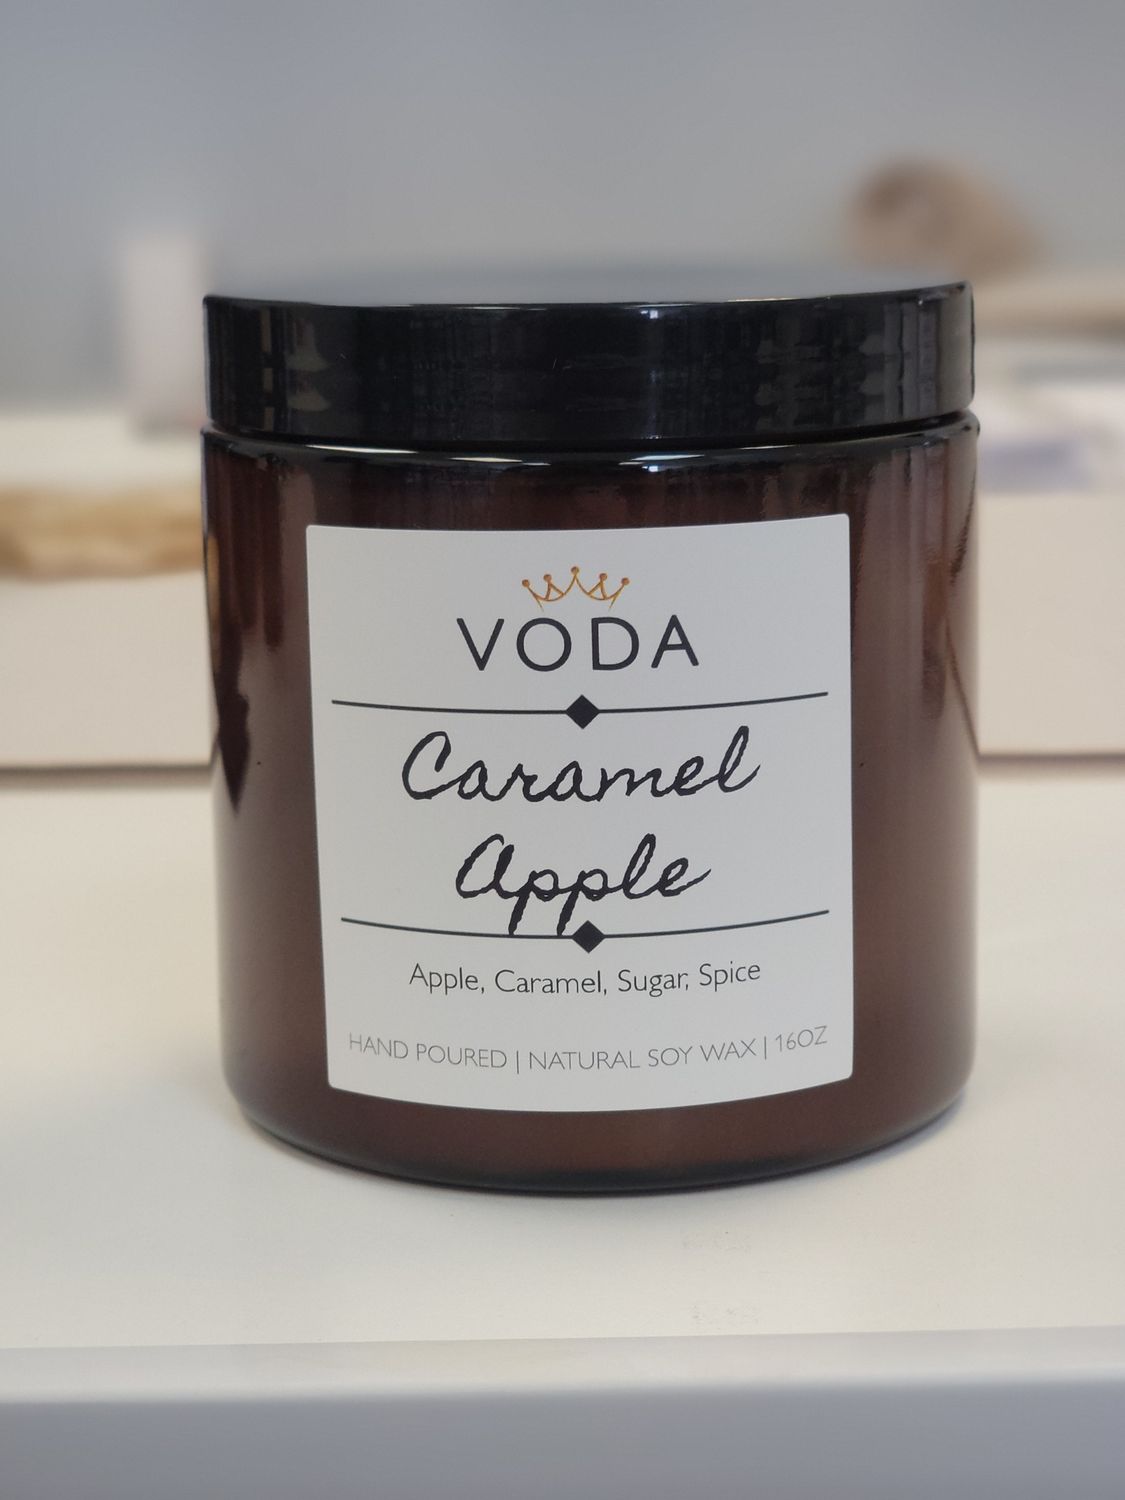 VODA
Caramel
Apple
Apple, Caramel, Sugar, Spice
HAND POURED | NATURAL SOY WAX | 16OZ